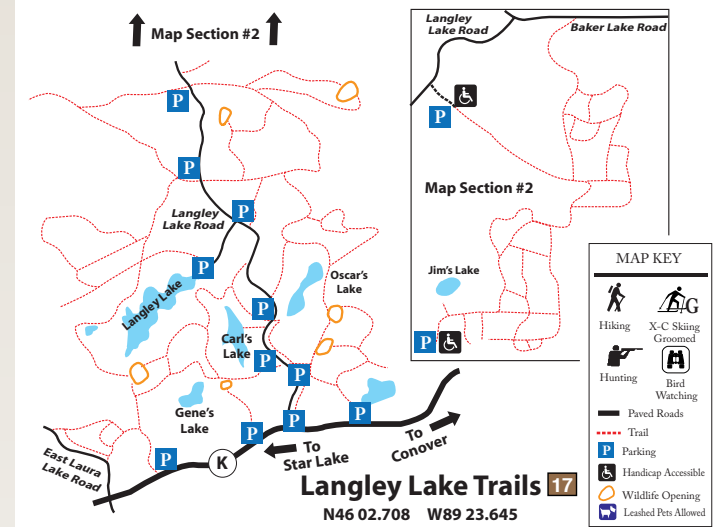 Map Section #2
P
P
Langley
Lake Road
P
P
Langley Lake
Oscar's
Lake
P
Carl's
Lake
P
P
Gene's
Lake
P
P
P
P
K
East Laura
Lake Road
To
Star Lake
To
Conover
Langley Lake Trails 17
N46 02.708 W89 23.645
Langley
Lake Road
Baker Lake Road
P
Map Section #2
Jim's Lake
P
MAP KEY
Hiking
G
X-C Skiing
Groomed
Hunting
Bird
Watching
Paved Roads
Trail
P Parking
Handicap Accessible
Wildlife Opening
Leashed Pets Allowed